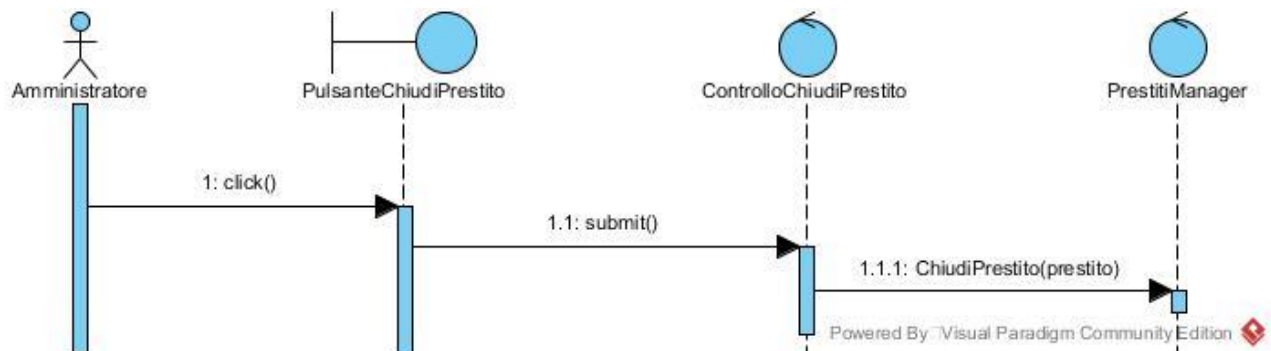 Amministratore
PulsanteChiudiPrestito
ControlloChiudiPrestito
PrestitiManager
1: click()
1.1: submit()
1.1.1: ChiudiPrestito(prestito)
Powered By Visual Paradigm Community Edition